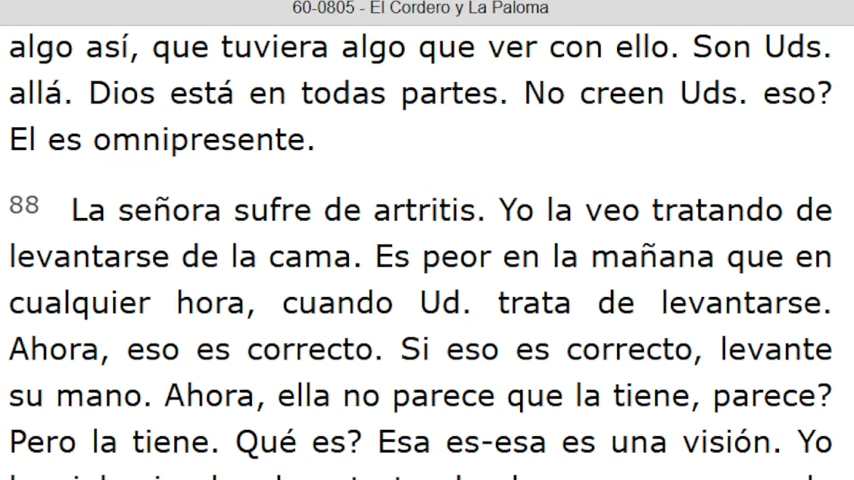 60-0805 - El Cordero y La Paloma
algo así, que tuviera algo que ver con ello. Son Uds.
allá. Dios está en todas partes. No creen Uds. eso?
El es omnipresente.
88 La señora sufre de artritis. Yo la veo tratando de
levantarse de la cama. Es peor en la mañana que en
cualquier hora, cuando Ud. trata de levantarse.
Ahora, eso es correcto. Si eso es correcto, levante
su mano. Ahora, ella no parece que la tiene, parece?
Pero la tiene. Qué es? Esa es-esa es una visión. Yo